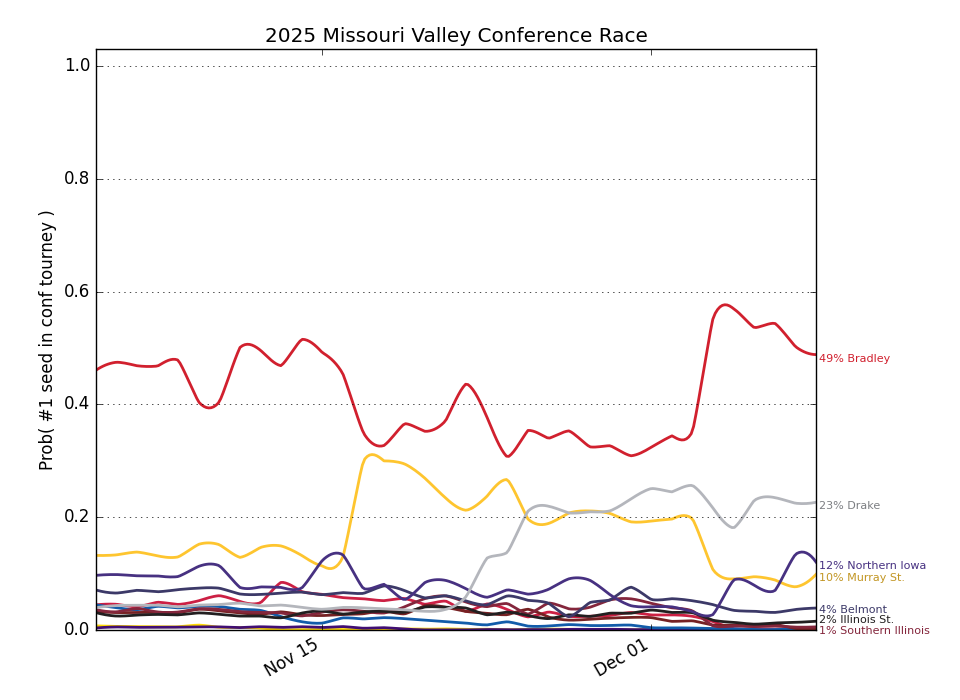 2025 Missouri Valley Conference Race
1.0
0.8
0.6
0.4
0.2
0.0
Prob( #1 seed in conf tourney )
Nov 15
Dec 01
49% Bradley
23% Drake
12% Northern Iowa
10% Murray St.
4% Belmont
2% Illinois St.
1% Southern Illinois